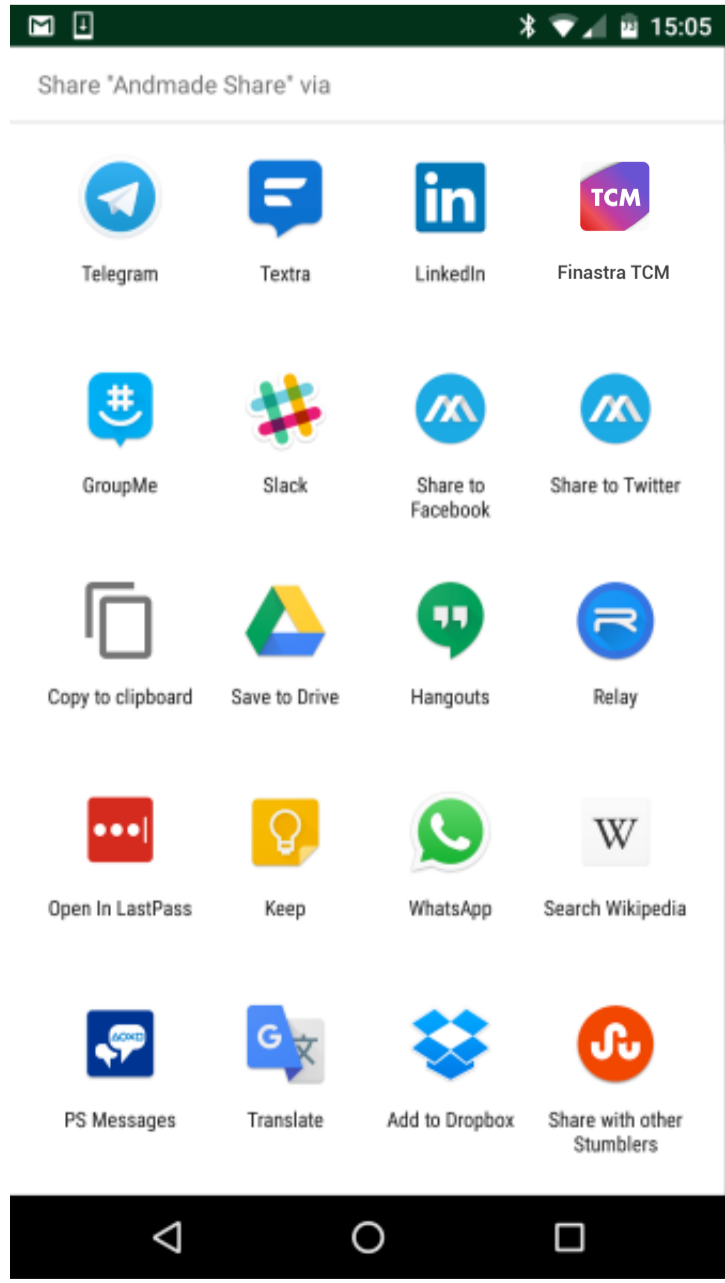 15:05
Share "Andmade Share" via
TCM
Telegram
Textra
LinkedIn
Finastra TCM
in
#
GroupMe
Slack
Share to
Facebook
Share to Twitter
Copy to clipboard
Save to Drive
Hangouts
Relay
W
Open In LastPass
Keep
WhatsApp
Search Wikipedia
G 文
PS Messages
Translate
Add to Dropbox
Share with other
Stumblers